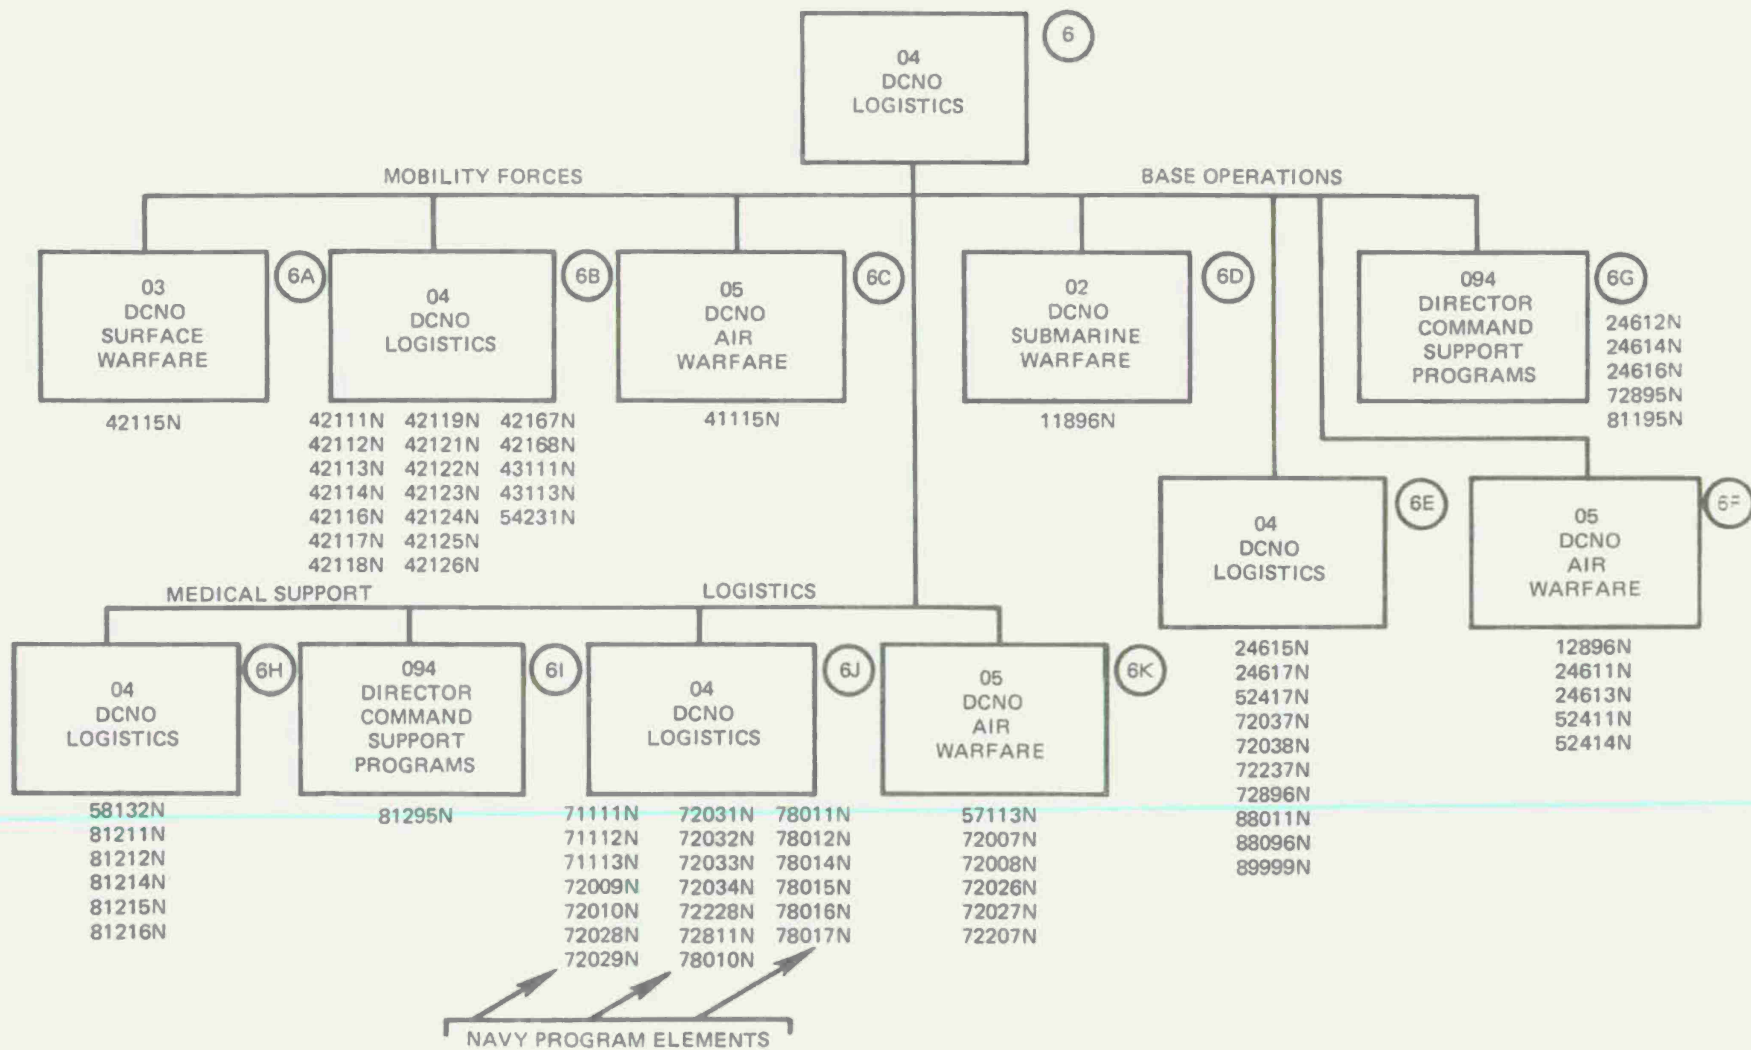 04
DCNO
LOGISTICS
6
MOBILITY FORCES
BASE OPERATIONS
03
DCNO
SURFACE
WARFARE
6A
42115N
04
DCNO
LOGISTICS
6B
42111N 42119N 42167N
42112N 42121N 42168N
42113N 42122N 43111N
42114N 42123N 43113N
42116N 42124N 54231N
42117N 42125N
42118N 42126N
05
DCNO
AIR
WARFARE
6C
41115N
02
DCNO
SUBMARINE
WARFARE
6D
11896N
094
DIRECTOR
COMMAND
SUPPORT
PROGRAMS
6G
24612N
24614N
24616N
72895N
81195N
04
DCNO
LOGISTICS
6E
24615N
24617N
52417N
72037N
72038N
72237N
72896N
88011N
88096N
89999N
05
DCNO
AIR
WARFARE
6F
12896N
24611N
24613N
52411N
52414N
MEDICAL SUPPORT
LOGISTICS
04
DCNO
LOGISTICS
6H
58132N
81211N
81212N
81214N
81215N
81216N
094
DIRECTOR
COMMAND
SUPPORT
PROGRAMS
6I
81295N
04
DCNO
LOGISTICS
6J
71111N 72031N 78011N
71112N 72032N 78012N
71113N 72033N 78014N
72009N 72034N 78015N
72010N 72228N 78016N
72028N 72811N 78017N
72029N 78010N
05
DCNO
AIR
WARFARE
6K
57113N
72007N
72008N
72026N
72027N
72207N
NAVY PROGRAM ELEMENTS